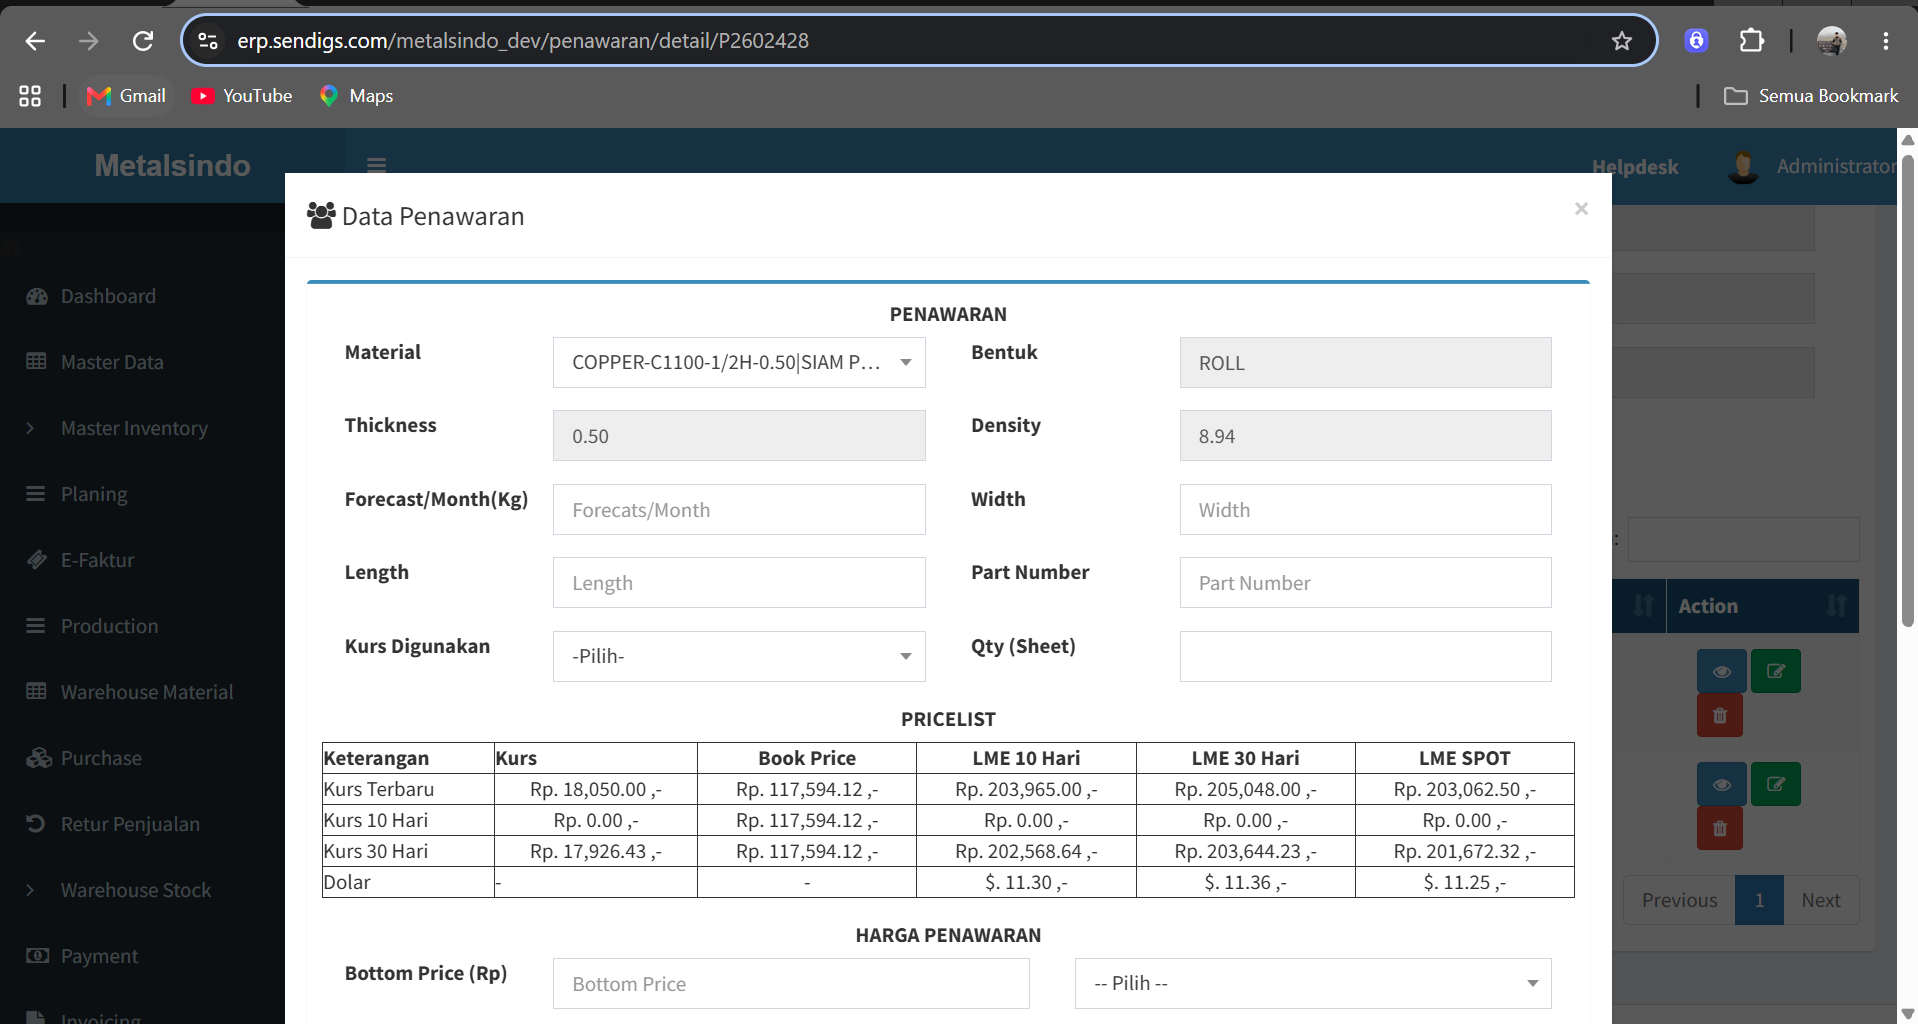 erp.sendigs.com/metalsindo_dev/penawaran/detail/P2602428
Gmail YouTube Maps Semua Bookmark
Metalsindo Helpdesk Administrator
Data Penawaran ×
Dashboard
Master Data
Master Inventory
Planing
E-Faktur
Production
Warehouse Material
Purchase
Retur Penjualan
Warehouse Stock
Payment
Invoicing
PENAWARAN
Material COPPER-C1100-1/2H-0.50|SIAM P... Bentuk ROLL
Thickness 0.50 Density 8.94
Forecast/Month(Kg) Forecats/Month Width Width
Length Length Part Number Part Number
Kurs Digunakan -Pilih- Qty (Sheet)
:
Action
PRICELIST
Keterangan Kurs Book Price LME 10 Hari LME 30 Hari LME SPOT
Kurs Terbaru Rp. 18,050.00 ,- Rp. 117,594.12 ,- Rp. 203,965.00 ,- Rp. 205,048.00 ,- Rp. 203,062.50 ,-
Kurs 10 Hari Rp. 0.00 ,- Rp. 117,594.12 ,- Rp. 0.00 ,- Rp. 0.00 ,- Rp. 0.00 ,-
Kurs 30 Hari Rp. 17,926.43 ,- Rp. 117,594.12 ,- Rp. 202,568.64 ,- Rp. 203,644.23 ,- Rp. 201,672.32 ,-
Dolar - - $. 11.30 ,- $. 11.36 ,- $. 11.25 ,-
Previous 1 Next
HARGA PENAWARAN
Bottom Price (Rp) Bottom Price -- Pilih --